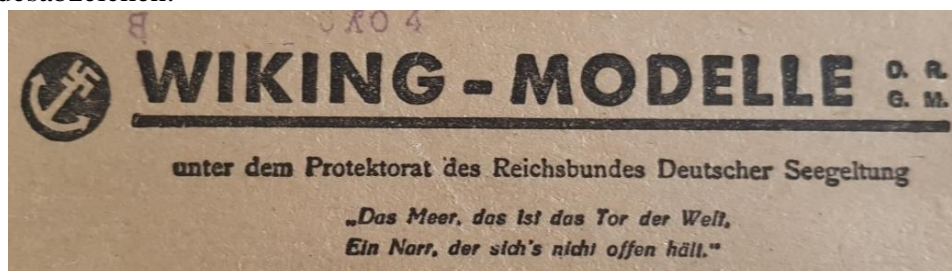 WIKING-MODELLE D. R. G. M.
unter dem Protektorat des Reichsbundes Deutscher Seegeltung
„Das Meer, das ist das Tor der Welt,
Ein Narr, der sich's nicht offen hält."